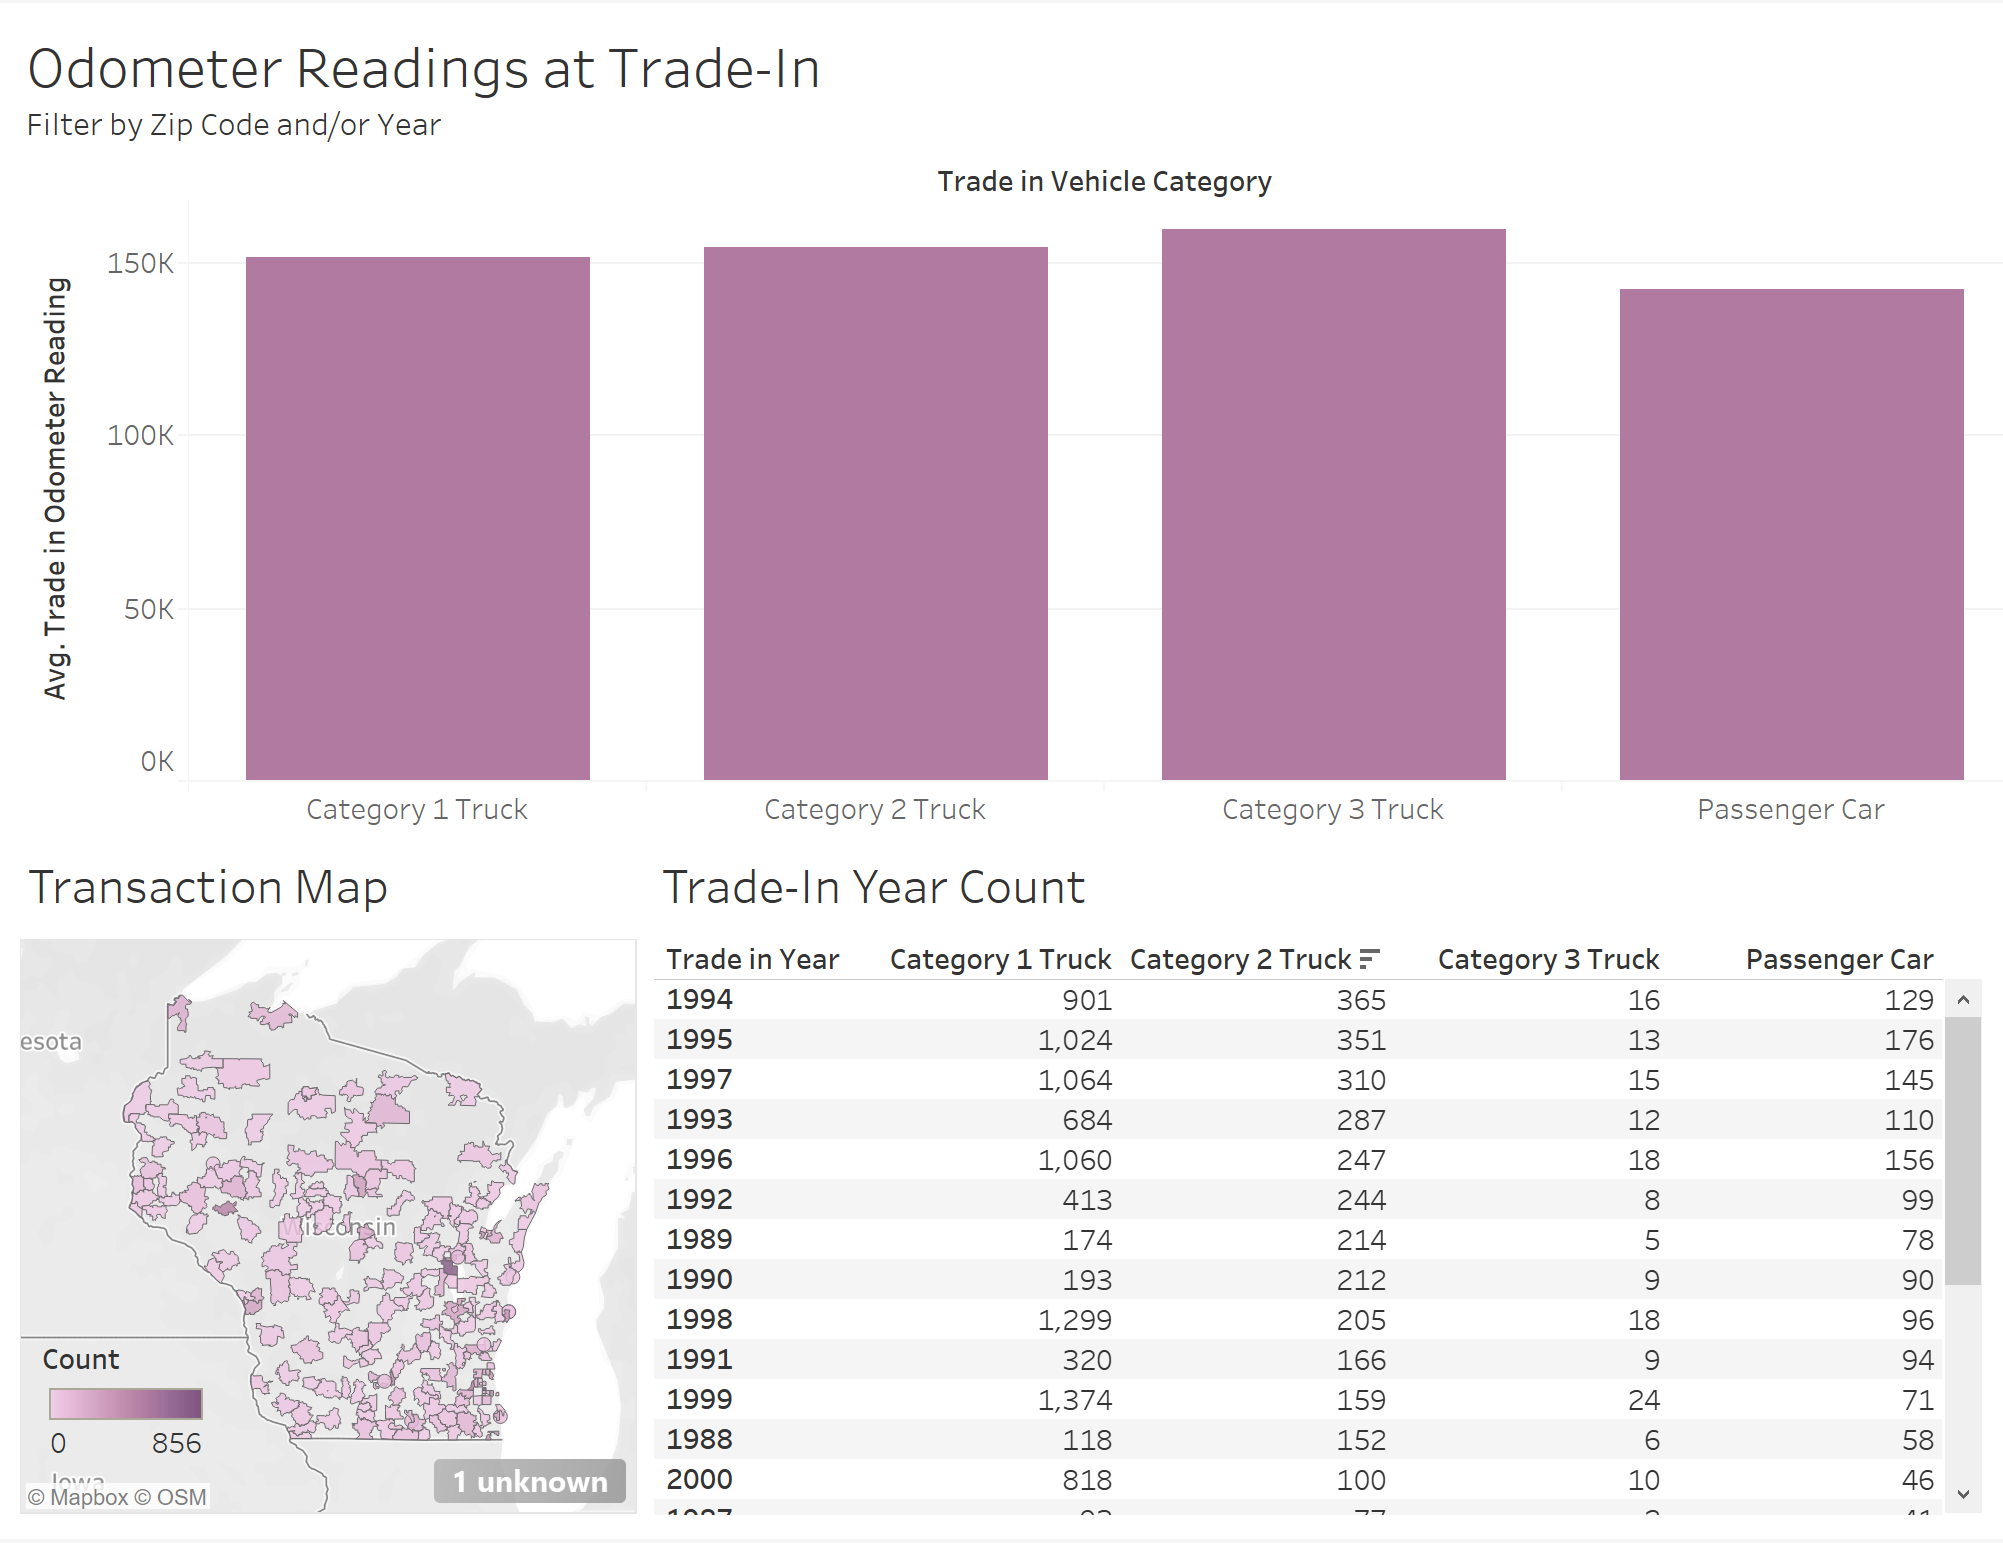 Odometer Readings at Trade-In
Filter by Zip Code and/or Year
Trade in Vehicle Category
Avg. Trade in Odometer Reading
150K
100K
50K
0K
Category 1 Truck Category 2 Truck Category 3 Truck Passenger Car
Transaction Map
esota
Wisconsin
Count
0 856
Iowa
© Mapbox © OSM
1 unknown
Trade-In Year Count
Trade in Year Category 1 Truck Category 2 Truck Category 3 Truck Passenger Car
1994 901 365 16 129
1995 1,024 351 13 176
1997 1,064 310 15 145
1993 684 287 12 110
1996 1,060 247 18 156
1992 413 244 8 99
1989 174 214 5 78
1990 193 212 9 90
1998 1,299 205 18 96
1991 320 166 9 94
1999 1,374 159 24 71
1988 118 152 6 58
2000 818 100 10 46